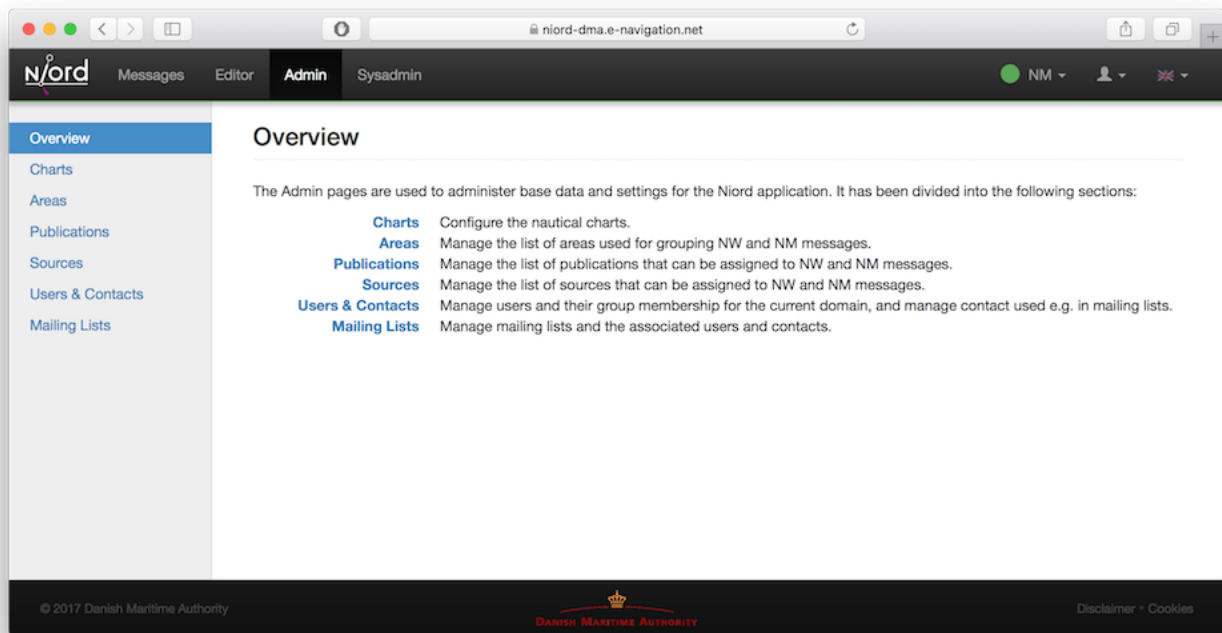 niord-dma.e-navigation.net
Niord Messages Editor Admin Sysadmin NM
Overview
Charts
Areas
Publications
Sources
Users & Contacts
Mailing Lists
Overview
The Admin pages are used to administer base data and settings for the Niord application. It has been divided into the following sections:
Charts Configure the nautical charts.
Areas Manage the list of areas used for grouping NW and NM messages.
Publications Manage the list of publications that can be assigned to NW and NM messages.
Sources Manage the list of sources that can be assigned to NW and NM messages.
Users & Contacts Manage users and their group membership for the current domain, and manage contact used e.g. in mailing lists.
Mailing Lists Manage mailing lists and the associated users and contacts.
© 2017 Danish Maritime Authority
DANISH MARITIME AUTHORITY
Disclaimer • Cookies